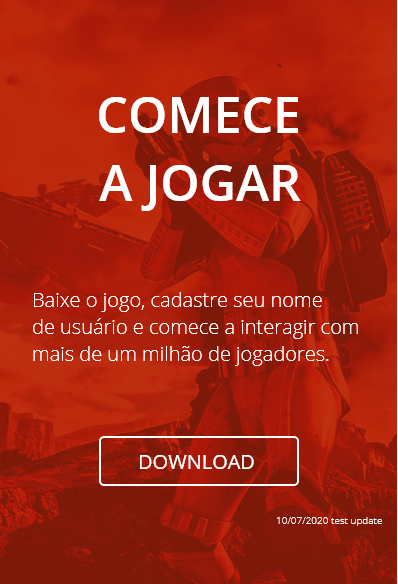 COMECE
A JOGAR
Baixe o jogo, cadastre seu nome
de usuário e comece a interagir com
mais de um milhão de jogadores.
DOWNLOAD
10/07/2020 test update